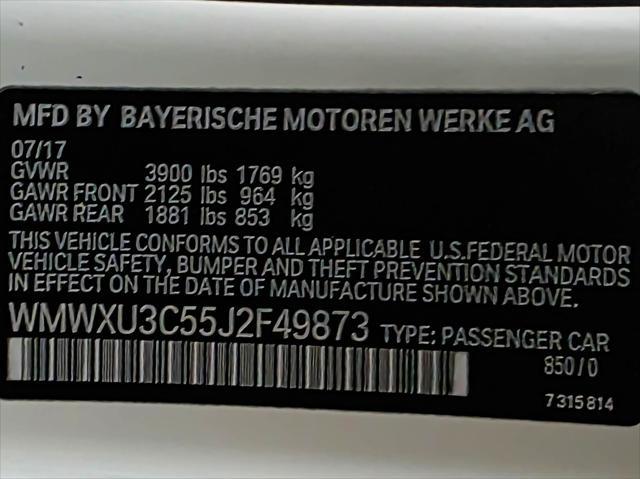 MFD BY BAYERISCHE MOTOREN WERKE AG
07/17
GVWR 3900 lbs 1769 kg
GAWR FRONT 2125 lbs 964 kg
GAWR REAR 1881 lbs 853 kg
THIS VEHICLE CONFORMS TO ALL APPLICABLE U.S.FEDERAL MOTOR
VEHICLE SAFETY, BUMPER AND THEFT PREVENTION STANDARDS
IN EFFECT ON THE DATE OF MANUFACTURE SHOWN ABOVE.
WMWXU3C55J2F49873 TYPE: PASSENGER CAR
850/0
7315814